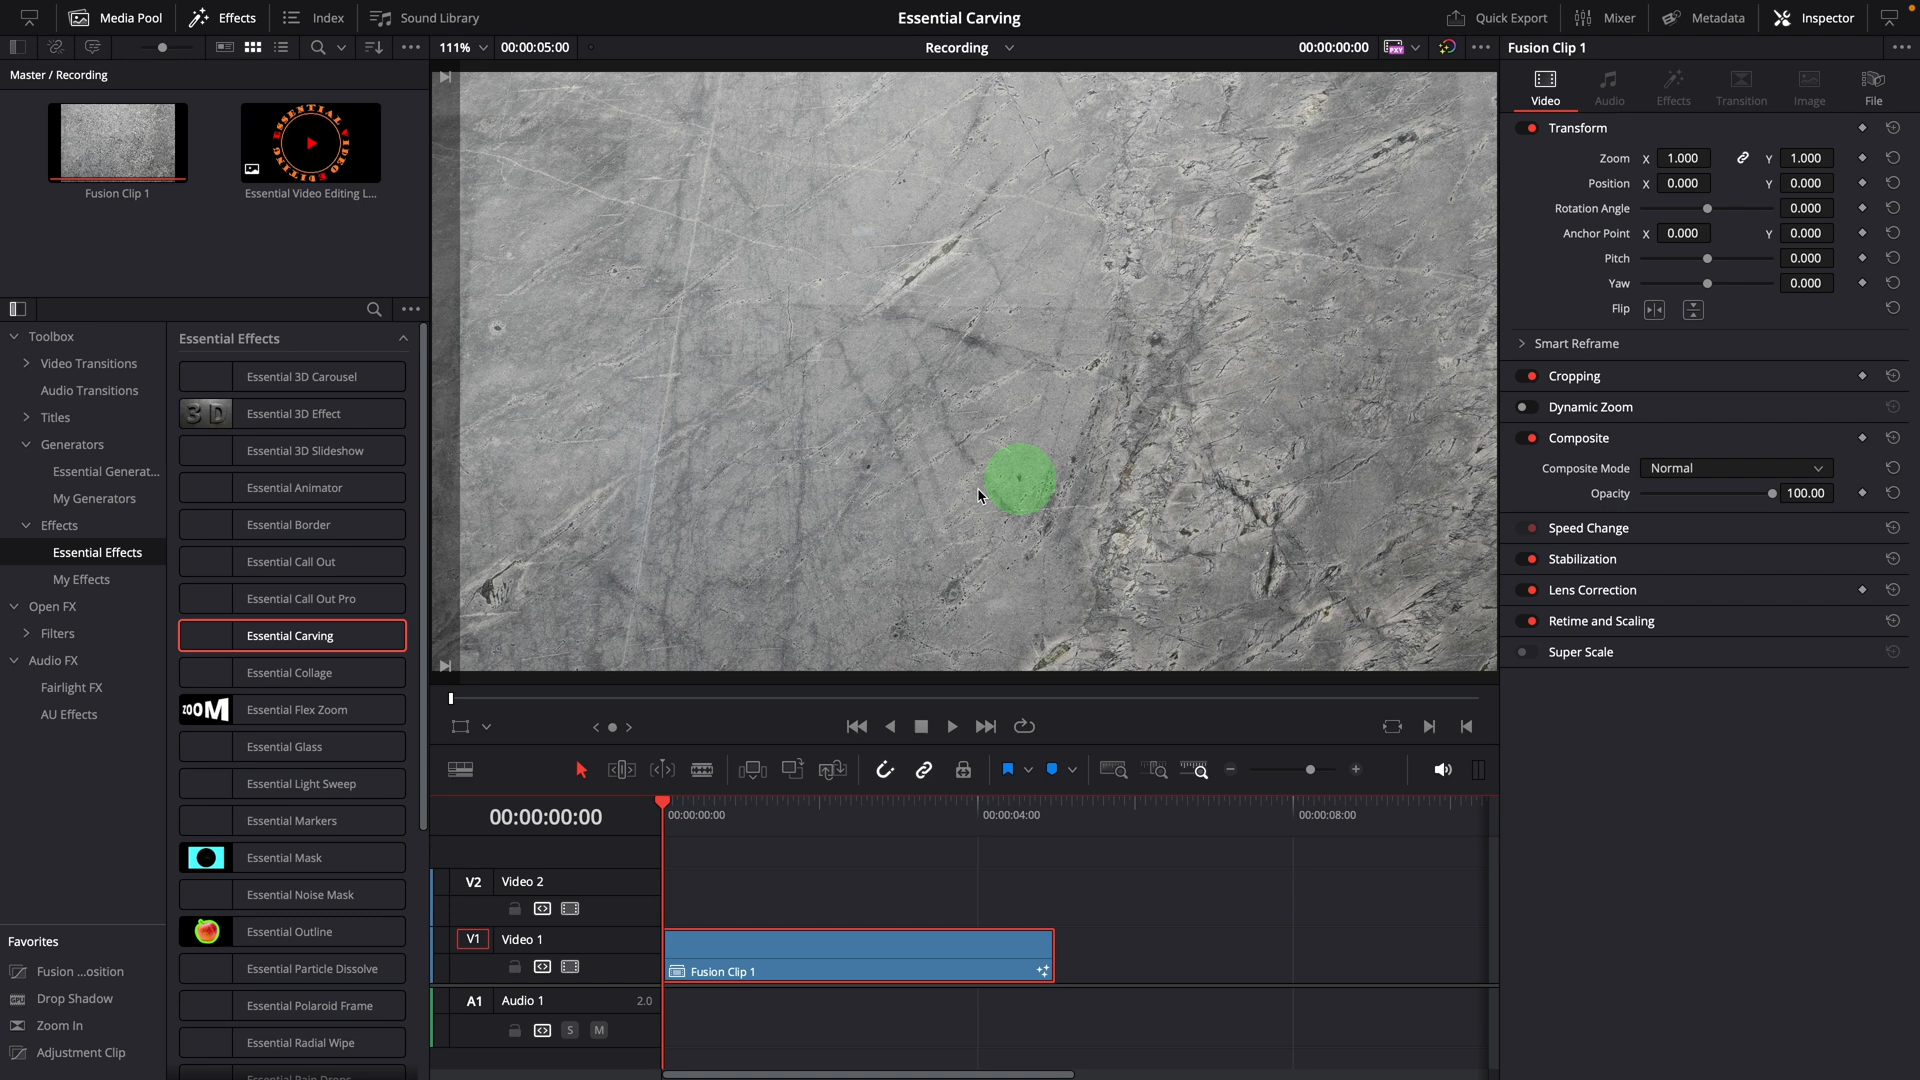 Media Pool
Effects
Index
Sound Library
Essential Carving
Quick Export
Mixer
Metadata
Inspector
111%
00:00:05:00
Recording
00:00:00:00
PXY
Fusion Clip 1
Master / Recording
Fusion Clip 1
ESSENTIAL VIDEO EDITING
Essential Video Editing L...
Video
Audio
Effects
Transition
Image
File
Transform
Zoom X 1.000 Y 1.000
Position X 0.000 Y 0.000
Rotation Angle 0.000
Anchor Point X 0.000 Y 0.000
Pitch 0.000
Yaw 0.000
Flip
Smart Reframe
Cropping
Dynamic Zoom
Composite
Composite Mode Normal
Opacity 100.00
Speed Change
Stabilization
Lens Correction
Retime and Scaling
Super Scale
Toolbox
Video Transitions
Audio Transitions
Titles
Generators
Essential Generat...
My Generators
Effects
Essential Effects
My Effects
Open FX
Filters
Audio FX
Fairlight FX
AU Effects
Favorites
Fusion ...osition
Drop Shadow
Zoom In
Adjustment Clip
Essential Effects
Essential 3D Carousel
3D Essential 3D Effect
Essential 3D Slideshow
Essential Animator
Essential Border
Essential Call Out
Essential Call Out Pro
Essential Carving
Essential Collage
ZOOM Essential Flex Zoom
Essential Glass
Essential Light Sweep
Essential Markers
Essential Mask
Essential Noise Mask
Essential Outline
Essential Particle Dissolve
Essential Polaroid Frame
Essential Radial Wipe
Essential Rain Drops
00:00:00:00
00:00:00:00
00:00:04:00
00:00:08:00
V2 Video 2
V1 Video 1
Fusion Clip 1
A1 Audio 1 2.0
S M